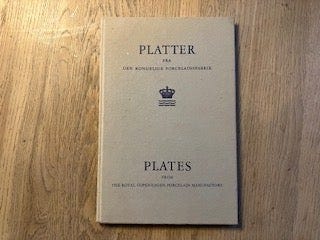 PLATTER
FRA
DEN KONGELIGE PORCELAINSFABRIK
PLATES
FROM
THE ROYAL COPENHAGEN PORCELAIN MANUFACTORY